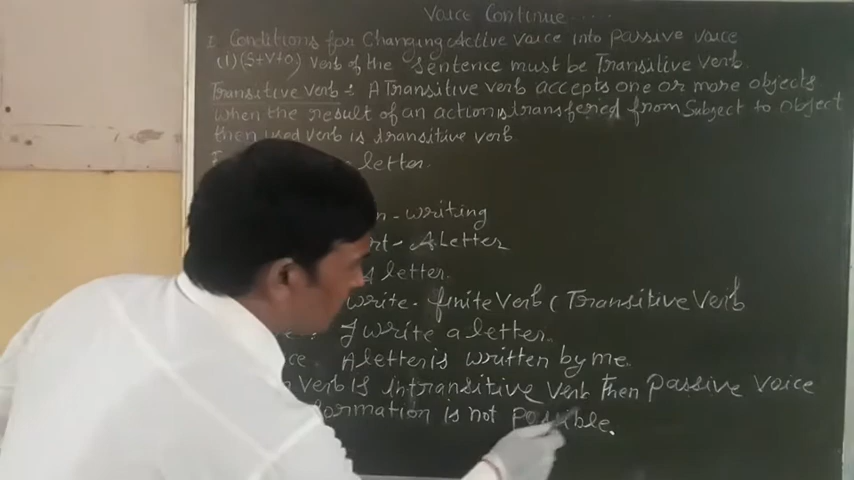 Voice Continue.....
I Conditions for Changing Active Voice into passive voice
(1) (S+V+O) verb of the sentence must be Transitive verb.
Transitive verb :- A Transitive verb accepts one or more objects
when the result of an action is transfered from Subject to object
then used verb is transitive verb.
letter.
- writing
- A Letter
A letter.
write - finite verb (Transitive Verb
I write a letter.
A letter is written by me.
verb is intransitive verb then passive voice
formation is not possible.